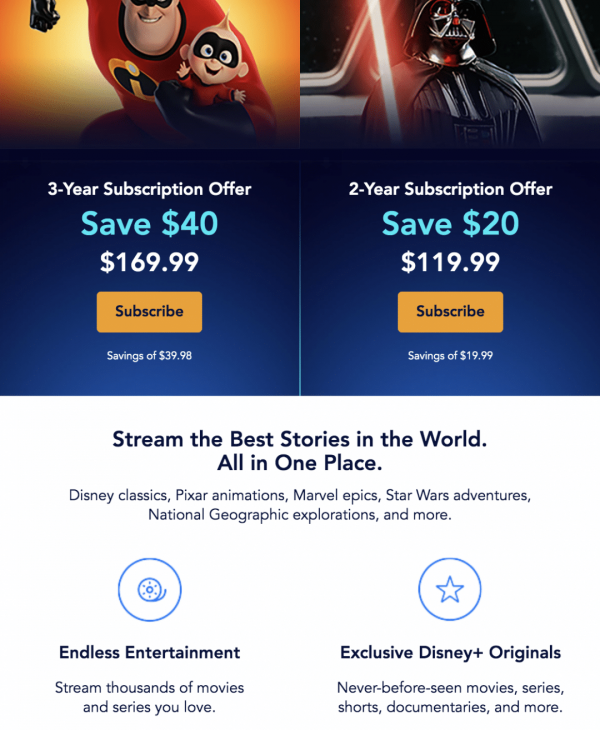 3-Year Subscription Offer
Save $40
$169.99
Subscribe
Savings of $39.98
2-Year Subscription Offer
Save $20
$119.99
Subscribe
Savings of $19.99
Stream the Best Stories in the World.
All in One Place.
Disney classics, Pixar animations, Marvel epics, Star Wars adventures,
National Geographic explorations, and more.
Endless Entertainment
Stream thousands of movies
and series you love.
Exclusive Disney+ Originals
Never-before-seen movies, series,
shorts, documentaries, and more.